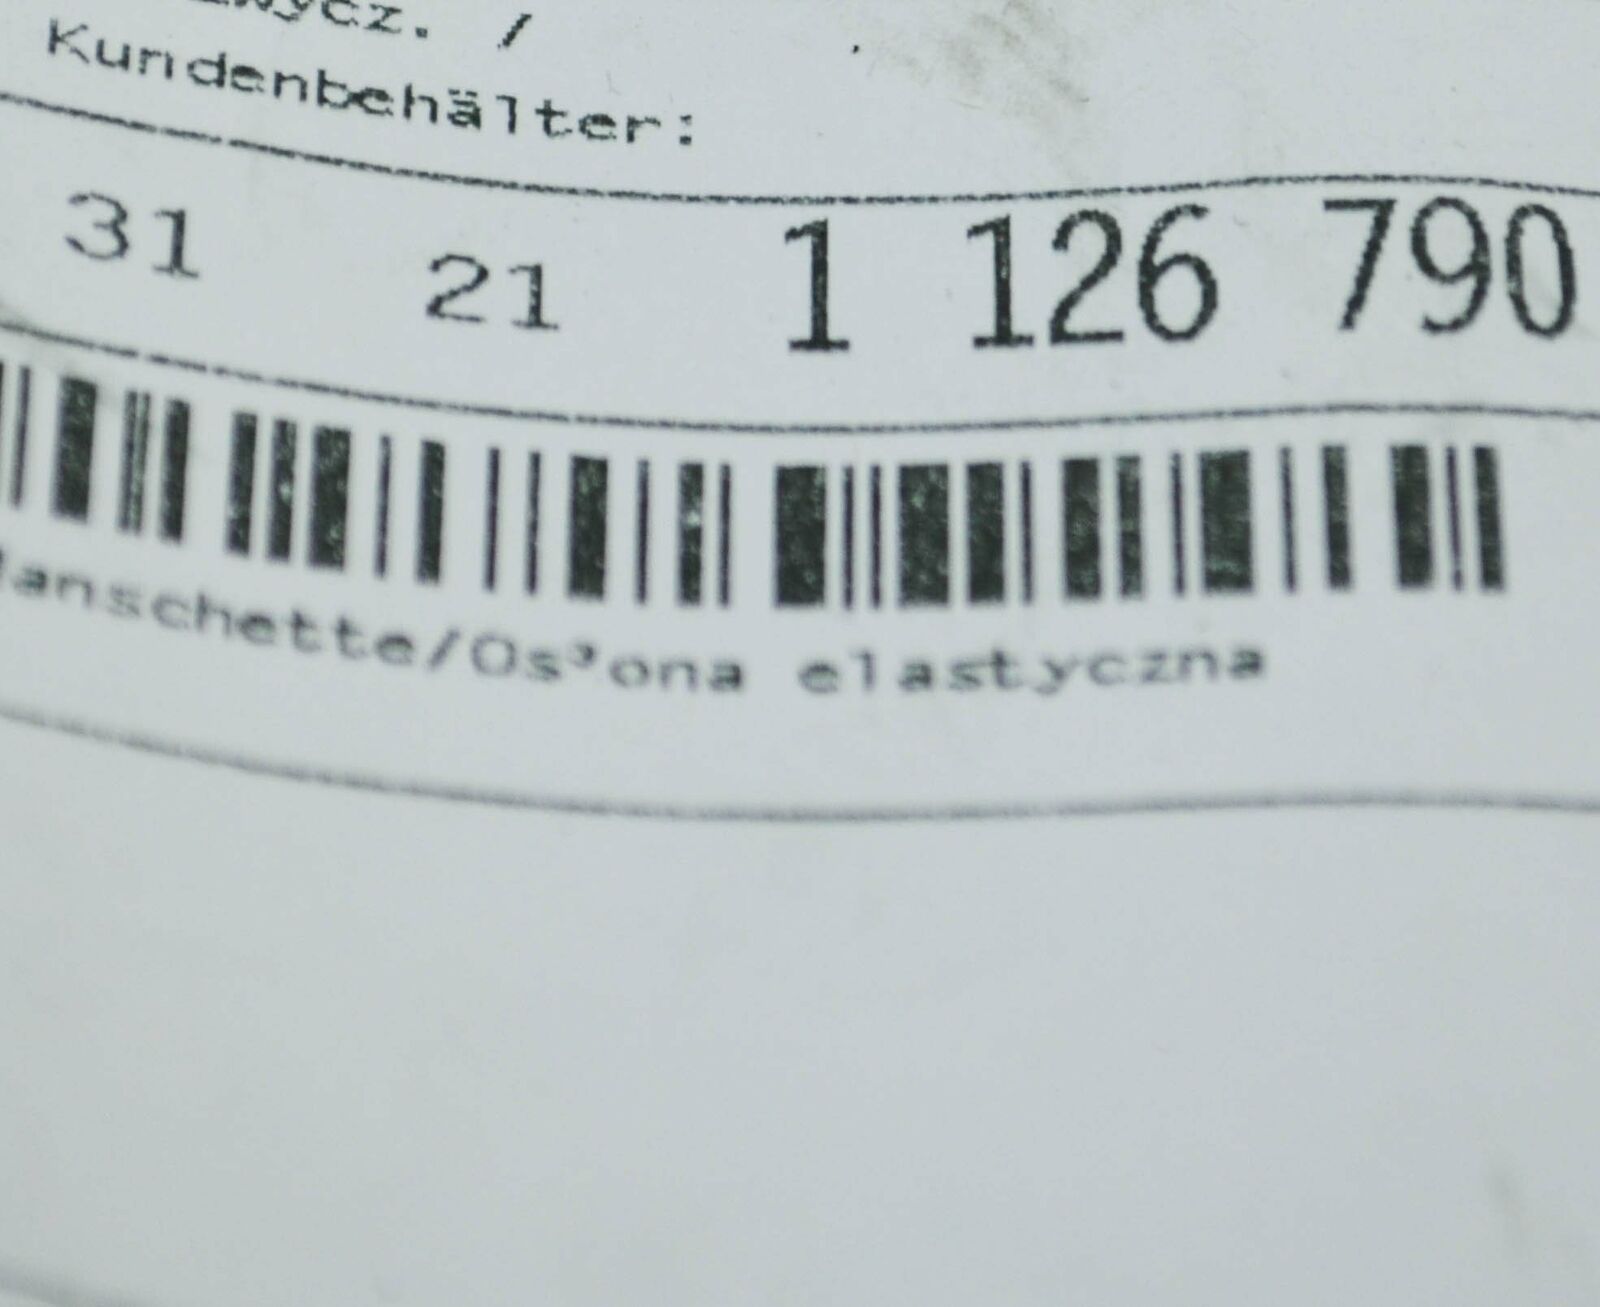 Kundenbehälter:
31 21 1 126 790
anschette/Os³ona elastyczna